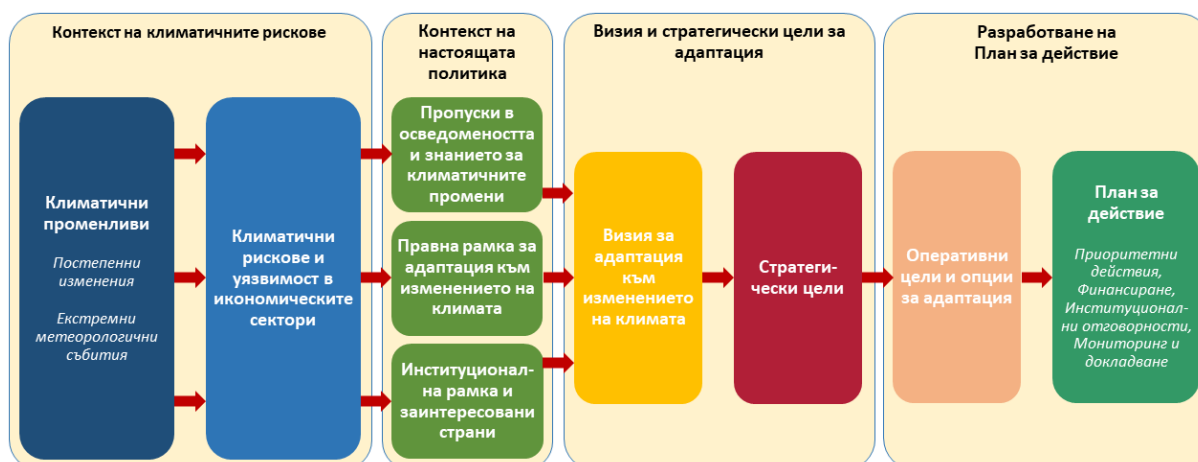 Контекст на климатичните рискове
Климатични
променливи
Постепенни
изменения
Екстремни
метеорологични
събития
Климатични
рискове и
уязвимост в
икономическите
сектори
Контекст на
настоящата
политика
Пропуски в
осведомеността
и знанието за
климатичните
промени
Правна рамка за
адаптация към
изменението на
климата
Институционал-
на рамка и
заинтересовани
страни
Визия и стратегически цели за
адаптация
Визия за
адаптация
към
изменението
на климата
Стратеги-
чески цели
Разработване на
План за действие
Оперативни
цели и опции
за адаптация
План за
действие
Приоритетни
действия,
Финансиране,
Институционал-
ни отговорности,
Мониторинг и
докладване